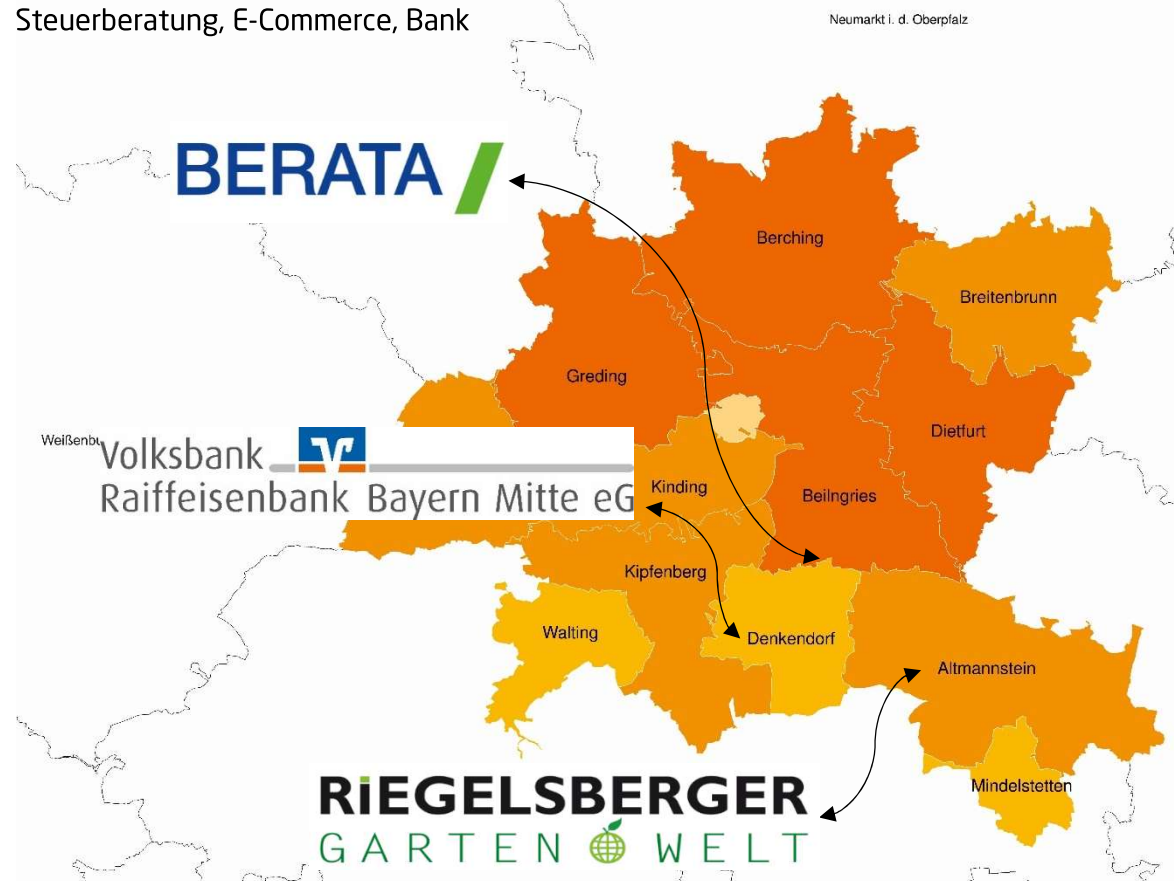 Steuerberatung, E-Commerce, Bank
Neumarkt i. d. Oberpfalz
BERATA
Berching
Breitenbrunn
Greding
Dietfurt
Volksbank
Raiffeisenbank Bayern Mitte eG
Kinding
Beilngries
Kipfenberg
Walting
Denkendorf
Altmannstein
Mindelstetten
RiEGELSBERGER
GARTEN WELT